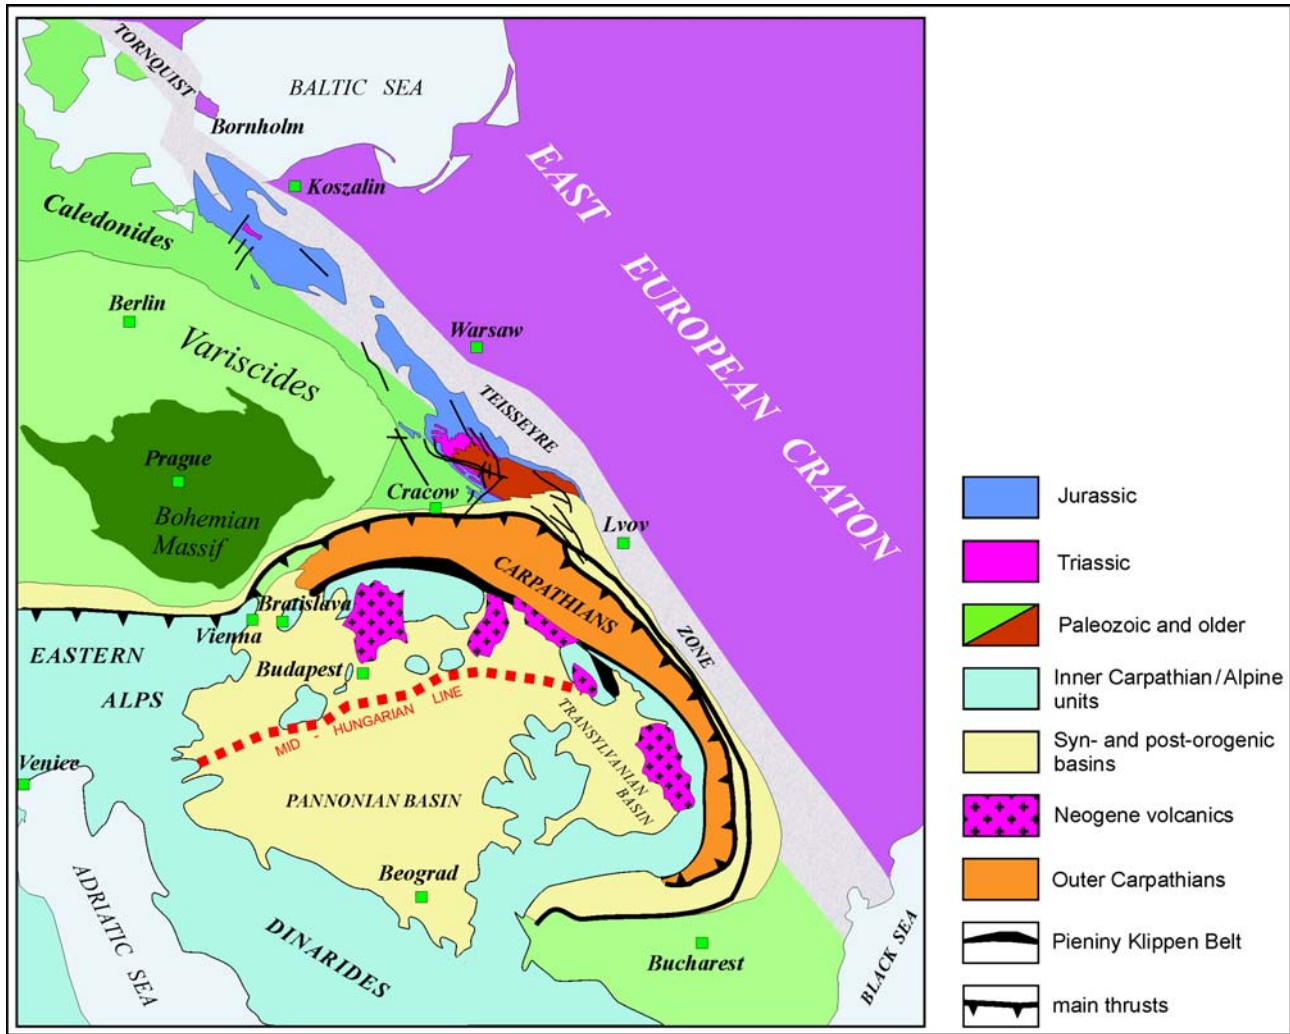 TORNQUIST
BALTIC SEA
Bornholm
Koszalin
EAST EUROPEAN CRATON
Caledonides
Berlin
Variscides
Warsaw
TEISSEYRE
Prague
Bohemian
Massif
Cracow
Lvov
CARPATHIANS
Bratislava
Vienna
ZONE
EASTERN
ALPS
Budapest
MID - HUNGARIAN LINE
TRANSYLVANIAN
BASIN
Venice
PANNONIAN BASIN
Beograd
ADRIATIC SEA
DINARIDES
Bucharest
BLACK SEA
Jurassic
Triassic
Paleozoic and older
Inner Carpathian/Alpine
units
Syn- and post-orogenic
basins
Neogene volcanics
Outer Carpathians
Pieniny Klippen Belt
main thrusts